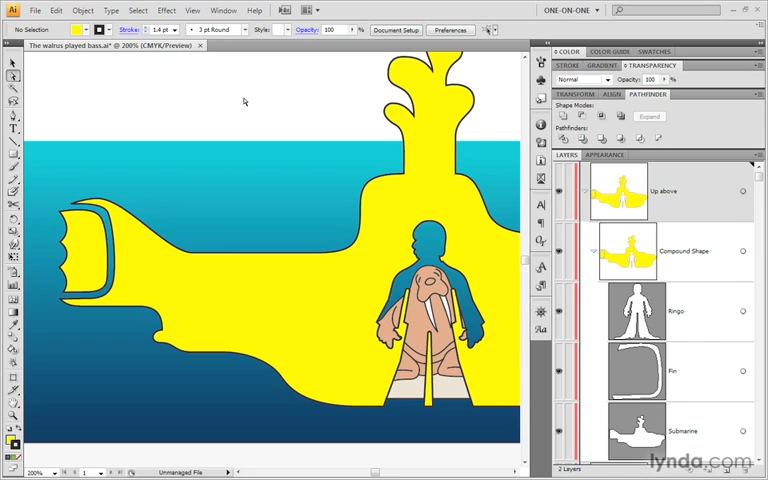 Ai File Edit Object Type Select Effect View Window Help Br ONE-ON-ONE
No Selection Stroke: 1.4 pt 3 pt Round Style: Opacity: 100 % Document Setup Preferences
The walrus played bass.ai* @ 200% (CMYK/Preview)
COLOR COLOR GUIDE SWATCHES
STROKE GRADIENT TRANSPARENCY
Normal Opacity: 100 %
TRANSFORM ALIGN PATHFINDER
Shape Modes:
Expand
Pathfinders:
LAYERS APPEARANCE
Up above
Compound Shape
Ringo
Fin
Submarine
200% 1 Unmanaged File 2 Layers
lynda.com